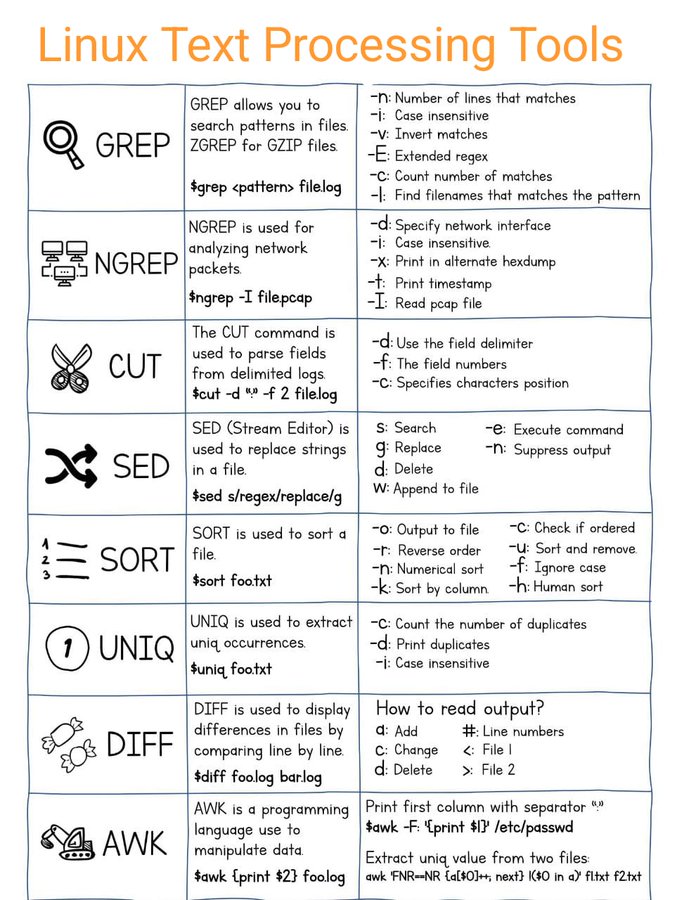 Linux Text Processing Tools
GREP
GREP allows you to
search patterns in files.
ZGREP for GZIP files.
$grep <pattern> file.log
-n: Number of lines that matches
-i: Case insensitive
-v: Invert matches
-E: Extended regex
-c: Count number of matches
-l: Find filenames that matches the pattern
NGREP
NGREP is used for
analyzing network
packets.
$ngrep -I file.pcap
-d: Specify network interface
-i: Case insensitive.
-x: Print in alternate hexdump
-t: Print timestamp
-I: Read pcap file
CUT
The CUT command is
used to parse fields
from delimited logs.
$cut -d ":" -f 2 file.log
-d: Use the field delimiter
-f: The field numbers
-c: Specifies characters position
SED
SED (Stream Editor) is
used to replace strings
in a file.
$sed s/regex/replace/g
s: Search
g: Replace
d: Delete
w: Append to file
-e: Execute command
-n: Suppress output
1
2
3
SORT
SORT is used to sort a
file.
$sort foo.txt
-o: Output to file
-r: Reverse order
-n: Numerical sort
-k: Sort by column.
-c: Check if ordered
-u: Sort and remove.
-f: Ignore case
-h: Human sort
1
UNIQ
UNIQ is used to extract
uniq occurrences.
$uniq foo.txt
-c: Count the number of duplicates
-d: Print duplicates
-i: Case insensitive
DIFF
DIFF is used to display
differences in files by
comparing line by line.
$diff foo.log bar.log
How to read output?
a: Add
c: Change
d: Delete
#: Line numbers
<: File 1
>: File 2
AWK
AWK is a programming
language use to
manipulate data.
$awk {print $2} foo.log
Print first column with separator ":"
$awk -F: '{print $1}' /etc/passwd
Extract uniq value from two files:
awk 'FNR==NR {a[$0]++; next} !($0 in a)' f1.txt f2.txt